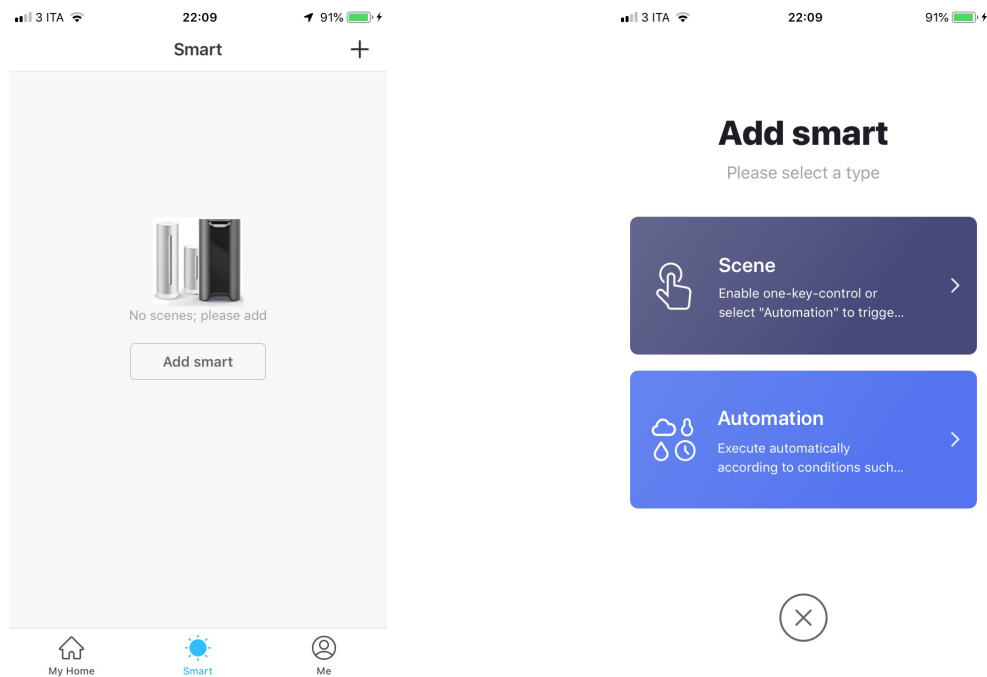 3 ITA 22:09 91%
Smart
No scenes; please add
Add smart
My Home Smart Me
3 ITA 22:09 91%
Add smart
Please select a type
Scene
Enable one-key-control or
select "Automation" to trigge...
Automation
Execute automatically
according to conditions such...